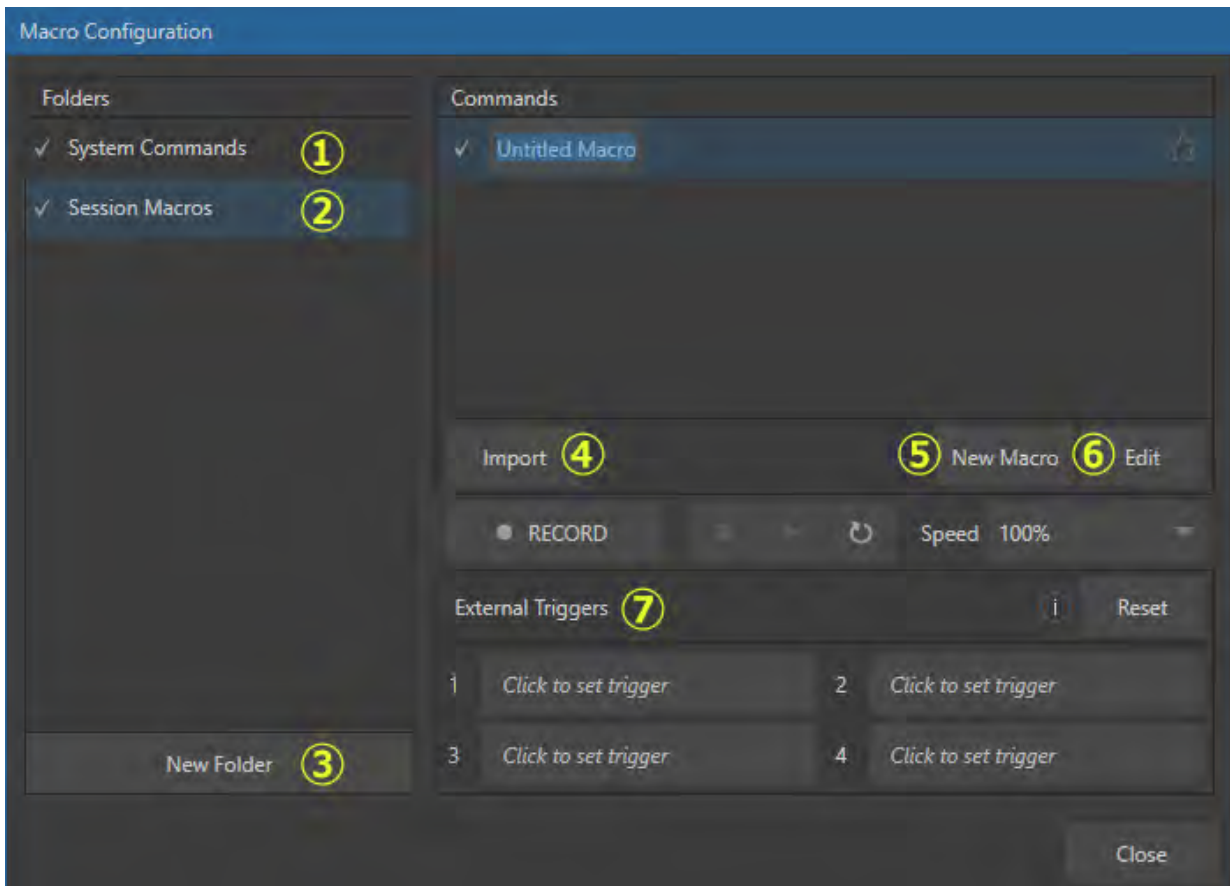 Macro Configuration
Folders
✓ System Commands ①
✓ Session Macros ②
New Folder ③
Commands
✓ Untitled Macro
Import ④ ⑤ New Macro ⑥ Edit
RECORD Speed 100%
External Triggers ⑦ i Reset
1 Click to set trigger 2 Click to set trigger
3 Click to set trigger 4 Click to set trigger
Close